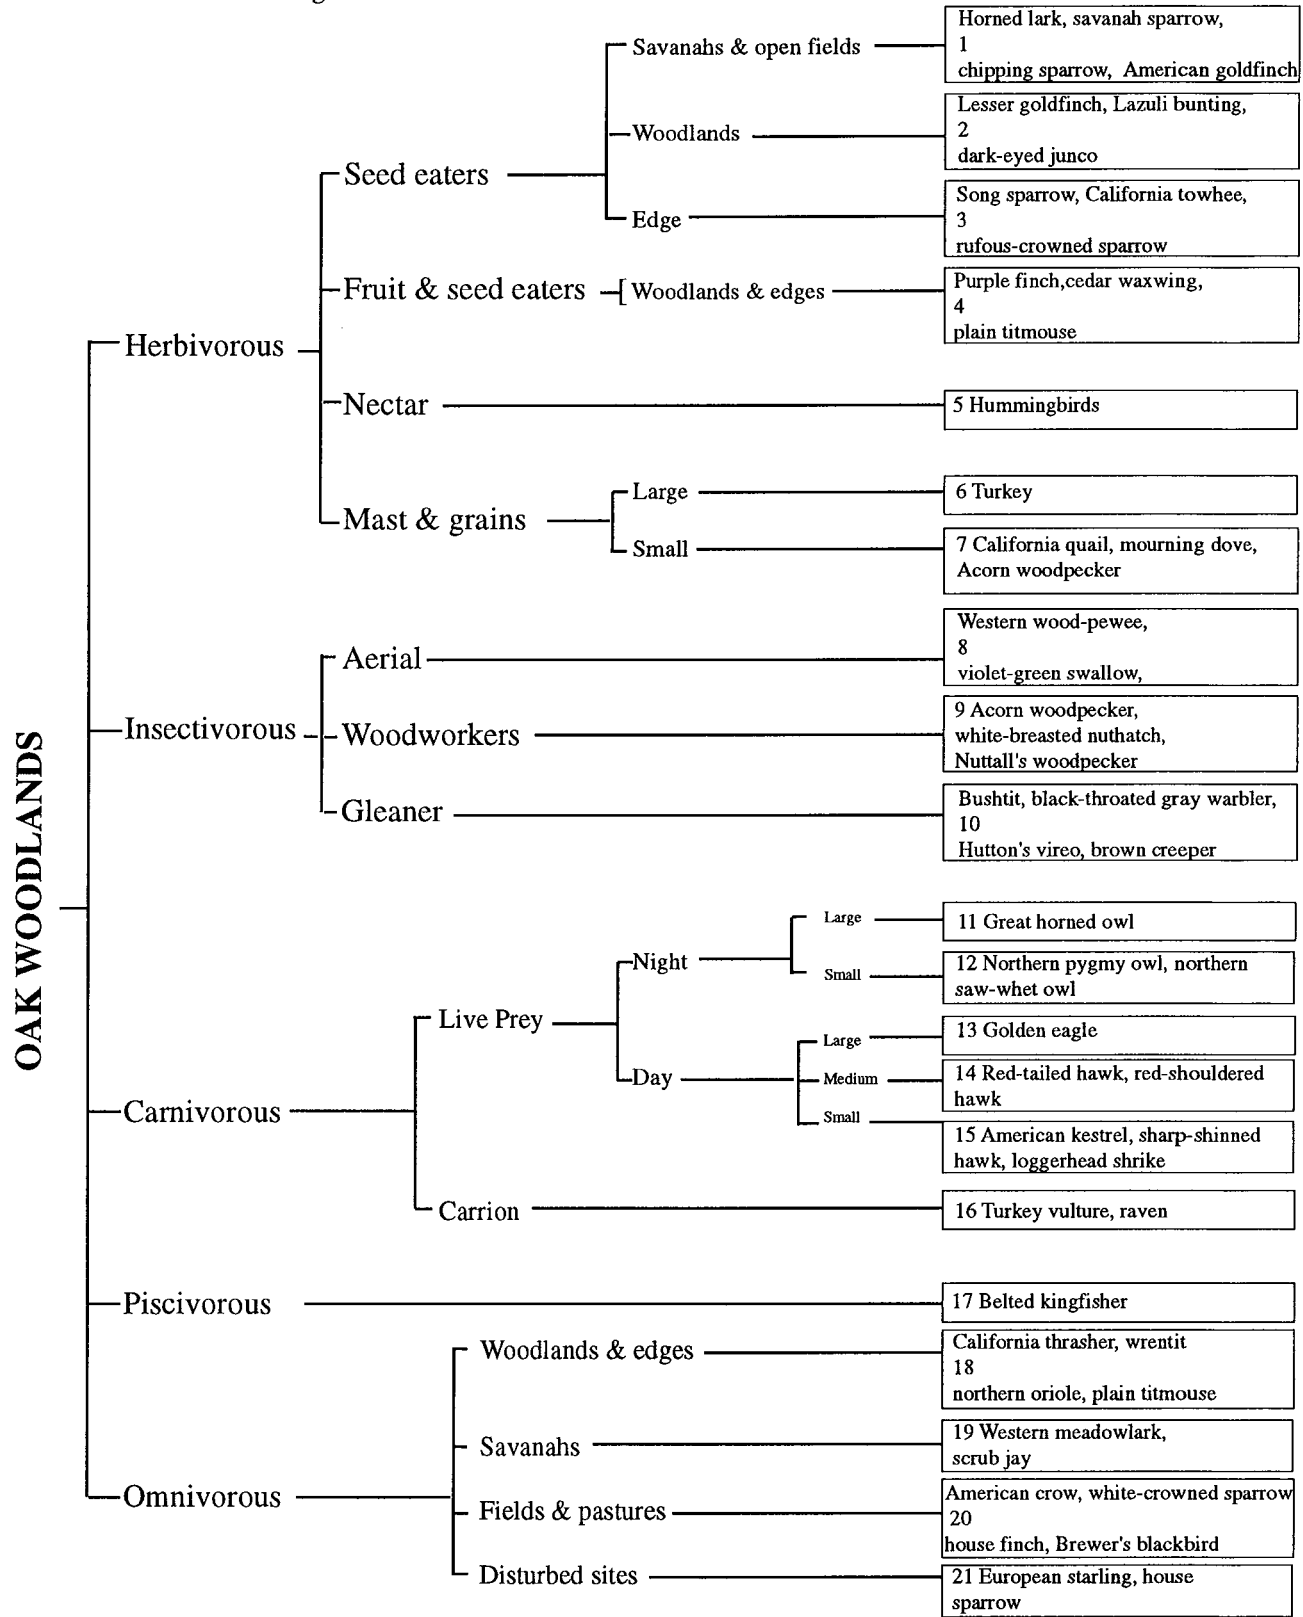 Horned lark, savanah sparrow,
Savanahs & open fields
1
chipping sparrow, American goldfinch
Lesser goldfinch, Lazuli bunting,
Woodlands
2
dark-eyed junco
Seed eaters
Song sparrow, California towhee,
Edge
3
rufous-crowned sparrow
Fruit & seed eaters
Woodlands & edges
Purple finch,cedar waxwing,
4
plain titmouse
Herbivorous
Nectar
5 Hummingbirds
Large
6 Turkey
Mast & grains
Small
7 California quail, mourning dove,
Acorn woodpecker
Western wood-pewee,
Aerial
8
violet-green swallow,
Insectivorous
Woodworkers
9 Acorn woodpecker,
white-breasted nuthatch,
Nuttall's woodpecker
Gleaner
Bushtit, black-throated gray warbler,
10
Hutton's vireo, brown creeper
OAK WOODLANDS
Large
11 Great horned owl
Night
Small
12 Northern pygmy owl, northern
saw-whet owl
Live Prey
Large
13 Golden eagle
Day
Medium
14 Red-tailed hawk, red-shouldered
hawk
Carnivorous
Small
15 American kestrel, sharp-shinned
hawk, loggerhead shrike
Carrion
16 Turkey vulture, raven
Piscivorous
17 Belted kingfisher
Woodlands & edges
California thrasher, wrentit
18
northern oriole, plain titmouse
Savanahs
19 Western meadowlark,
scrub jay
Omnivorous
Fields & pastures
American crow, white-crowned sparrow
20
house finch, Brewer's blackbird
Disturbed sites
21 European starling, house
sparrow